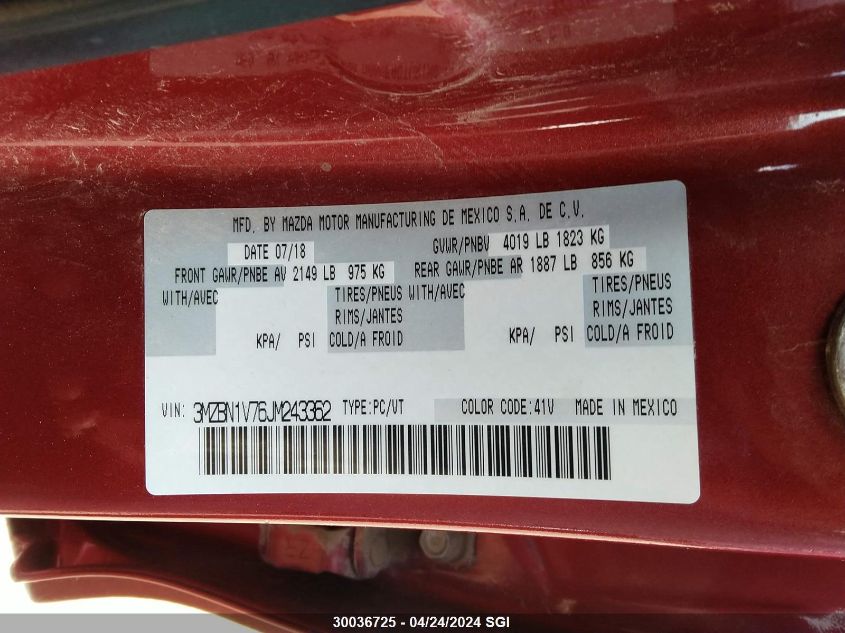 MFD. BY MAZDA MOTOR MANUFACTURING DE MEXICO S.A. DE C.V.
DATE 07/18 GVWR/PNBV 4019 LB 1823 KG
FRONT GAWR/PNBE AV 2149 LB 975 KG REAR GAWR/PNBE AR 1887 LB 856 KG
WITH/AVEC TIRES/PNEUS WITH/AVEC TIRES/PNEUS
RIMS/JANTES RIMS/JANTES
KPA/ PSI COLD/A FROID KPA/ PSI COLD/A FROID
VIN: 3MZBN1V76JM243362 TYPE:PC/VT COLOR CODE:41V MADE IN MEXICO
30036725 - 04/24/2024 SGI